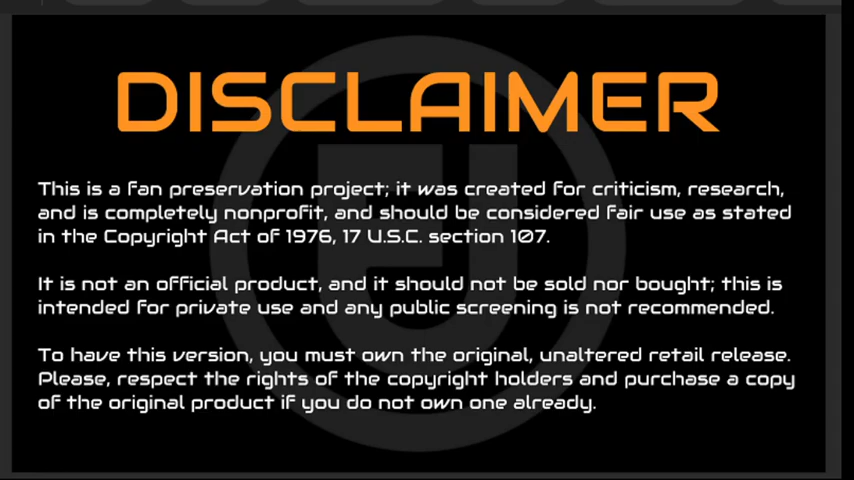 DISCLAIMER
This is a fan preservation project; it was created for criticism, research,
and is completely nonprofit, and should be considered fair use as stated
in the Copyright Act of 1976, 17 U.S.C. section 107.
It is not an official product, and it should not be sold nor bought; this is
intended for private use and any public screening is not recommended.
To have this version, you must own the original, unaltered retail release.
Please, respect the rights of the copyright holders and purchase a copy
of the original product if you do not own one already.